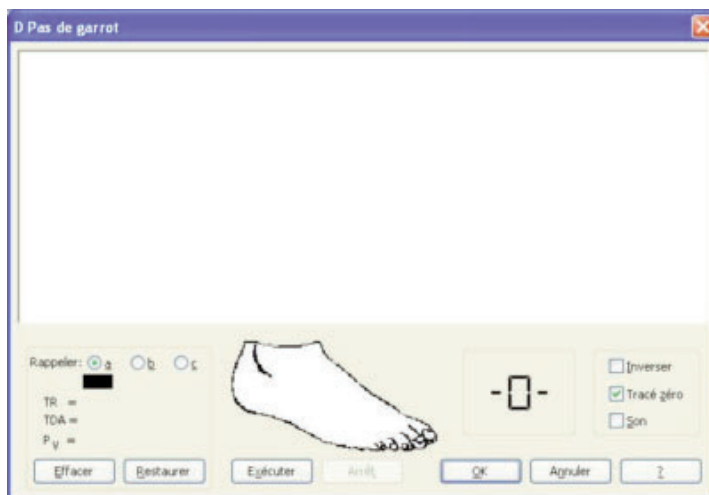 D Pas de garrot
Rappeler: a b c
TR =
TDA =
Pv =
-0-
Inverser
Tracé zéro
Son
Effacer Restaurer Exécuter Arrêt OK Annuler ?